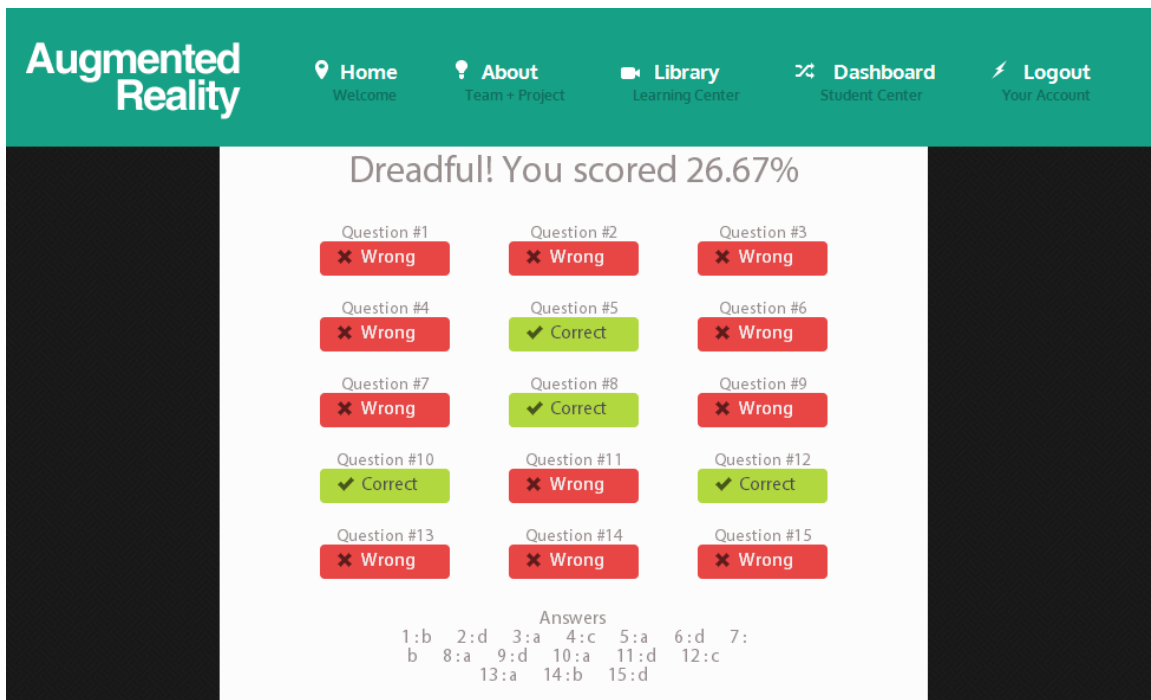 Augmented
Reality
Home About Library Dashboard Logout
Welcome Team + Project Learning Center Student Center Your Account
Dreadful! You scored 26.67%
Question #1 Question #2 Question #3
Wrong Wrong Wrong
Question #4 Question #5 Question #6
Wrong Correct Wrong
Question #7 Question #8 Question #9
Wrong Correct Wrong
Question #10 Question #11 Question #12
Correct Wrong Correct
Question #13 Question #14 Question #15
Wrong Wrong Wrong
Answers
1:b 2:d 3:a 4:c 5:a 6:d 7:
b 8:a 9:d 10:a 11:d 12:c
13:a 14:b 15:d